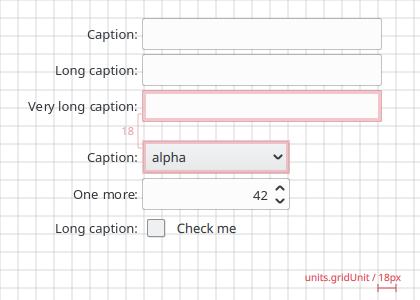 Caption:
Long caption:
Very long caption:
18
Caption: alpha
One more: 42
Long caption: Check me
units.gridUnit / 18px